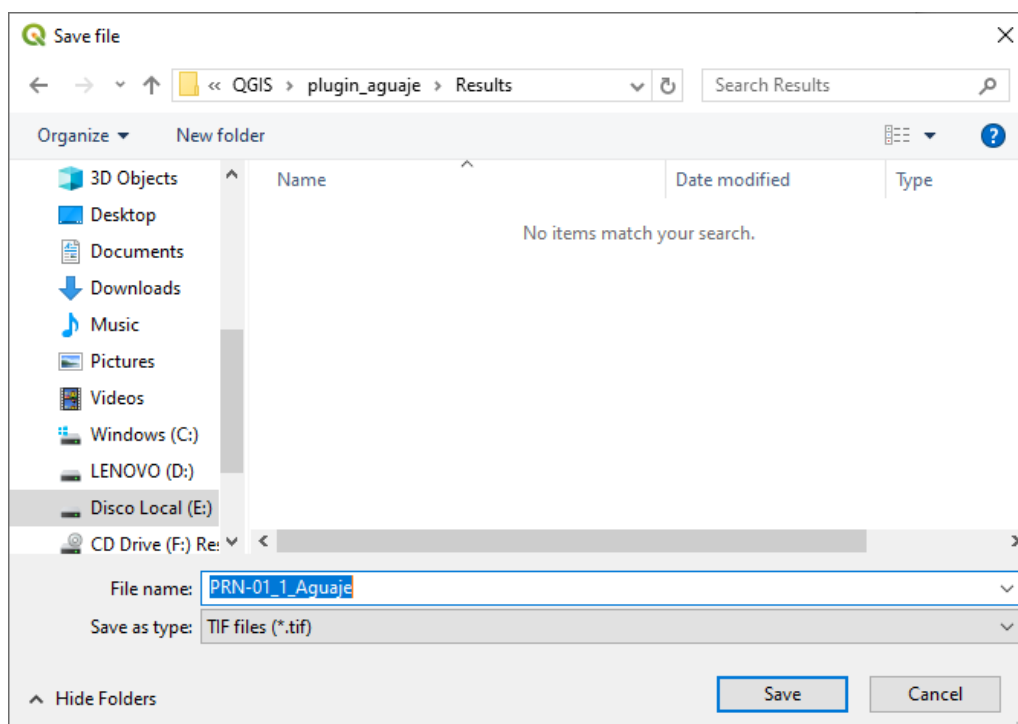 Save file
« QGIS > plugin_aguaje > Results
Search Results
Organize
New folder
Name
Date modified
Type
No items match your search.
3D Objects
Desktop
Documents
Downloads
Music
Pictures
Videos
Windows (C:)
LENOVO (D:)
Disco Local (E:)
CD Drive (F:) Re
File name: PRN-01_1_Aguaje
Save as type: TIF files (*.tif)
Hide Folders
Save
Cancel